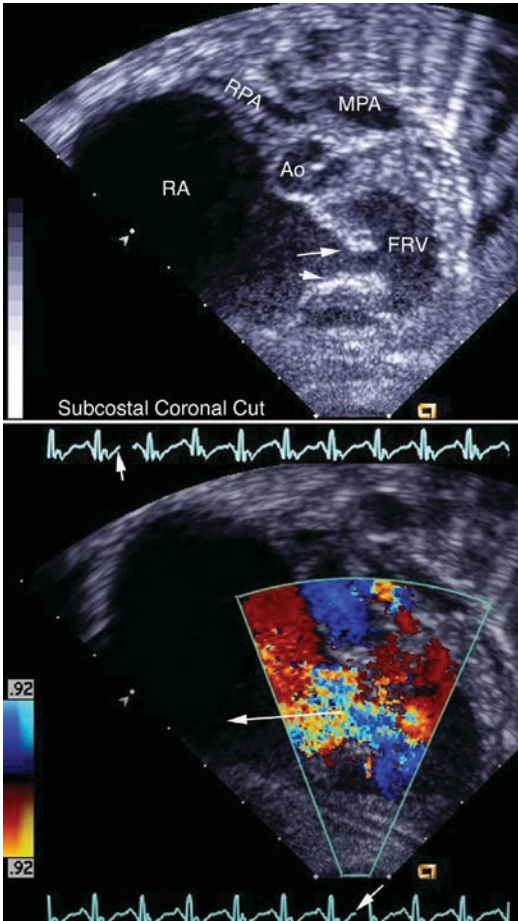 RPA
MPA
Ao
RA
FRV
Subcostal Coronal Cut
.92
.92